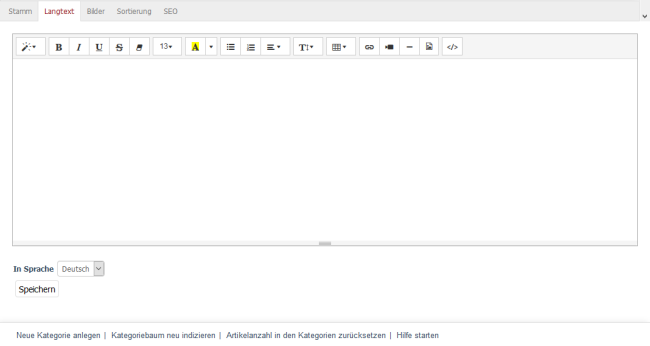 Stamm Langtext Bilder Sortierung SEO
B I U S 13 A T </>
In Sprache Deutsch
Speichern
Neue Kategorie anlegen | Kategoriebaum neu indizieren | Artikelanzahl in den Kategorien zurücksetzen | Hilfe starten